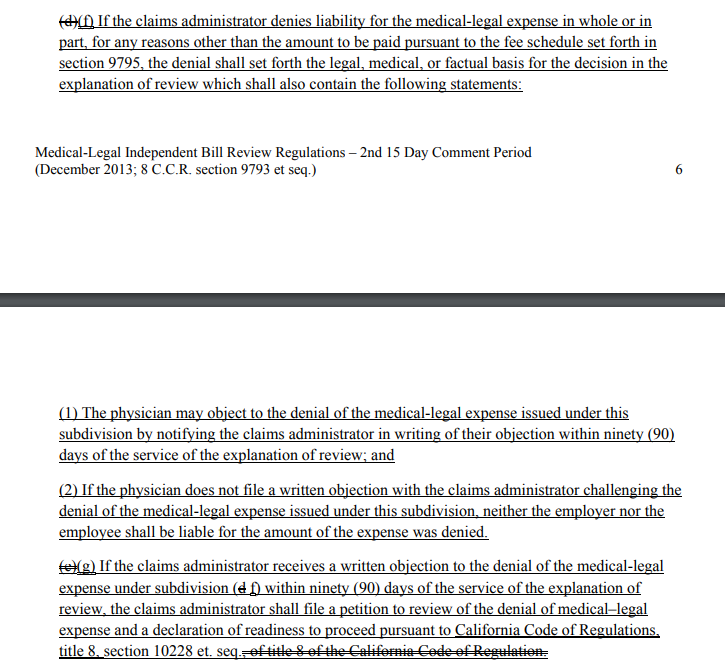 (d)(f) If the claims administrator denies liability for the medical-legal expense in whole or in
part, for any reasons other than the amount to be paid pursuant to the fee schedule set forth in
section 9795, the denial shall set forth the legal, medical, or factual basis for the decision in the
explanation of review which shall also contain the following statements:
Medical-Legal Independent Bill Review Regulations – 2nd 15 Day Comment Period
(December 2013; 8 C.C.R. section 9793 et seq.) 6
(1) The physician may object to the denial of the medical-legal expense issued under this
subdivision by notifying the claims administrator in writing of their objection within ninety (90)
days of the service of the explanation of review; and
(2) If the physician does not file a written objection with the claims administrator challenging the
denial of the medical-legal expense issued under this subdivision, neither the employer nor the
employee shall be liable for the amount of the expense was denied.
(e)(g) If the claims administrator receives a written objection to the denial of the medical-legal
expense under subdivision (d f) within ninety (90) days of the service of the explanation of
review, the claims administrator shall file a petition to review of the denial of medical–legal
expense and a declaration of readiness to proceed pursuant to California Code of Regulations,
title 8, section 10228 et. seq., of title 8 of the California Code of Regulation.